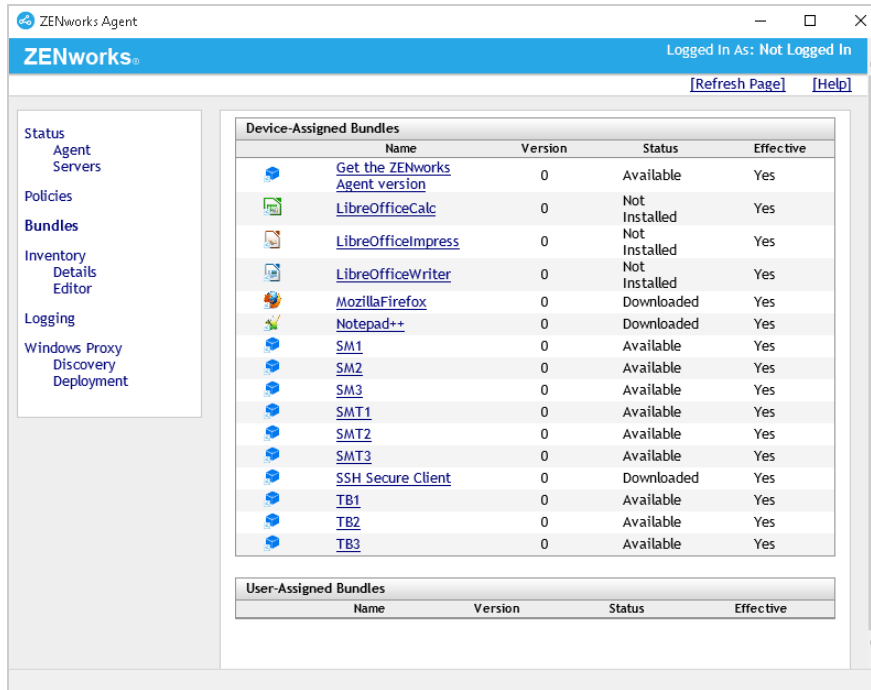 ZENworks Agent
ZENworks®
Logged In As: Not Logged In
[Refresh Page] [Help]
Status
Agent
Servers
Policies
Bundles
Inventory
Details
Editor
Logging
Windows Proxy
Discovery
Deployment
Device-Assigned Bundles
Name Version Status Effective
Get the ZENworks
Agent version 0 Available Yes
LibreOfficeCalc 0 Not
Installed Yes
LibreOfficeImpress 0 Not
Installed Yes
LibreOfficeWriter 0 Not
Installed Yes
MozillaFirefox 0 Downloaded Yes
Notepad++ 0 Downloaded Yes
SM1 0 Available Yes
SM2 0 Available Yes
SM3 0 Available Yes
SMT1 0 Available Yes
SMT2 0 Available Yes
SMT3 0 Available Yes
SSH Secure Client 0 Downloaded Yes
TB1 0 Available Yes
TB2 0 Available Yes
TB3 0 Available Yes
User-Assigned Bundles
Name Version Status Effective